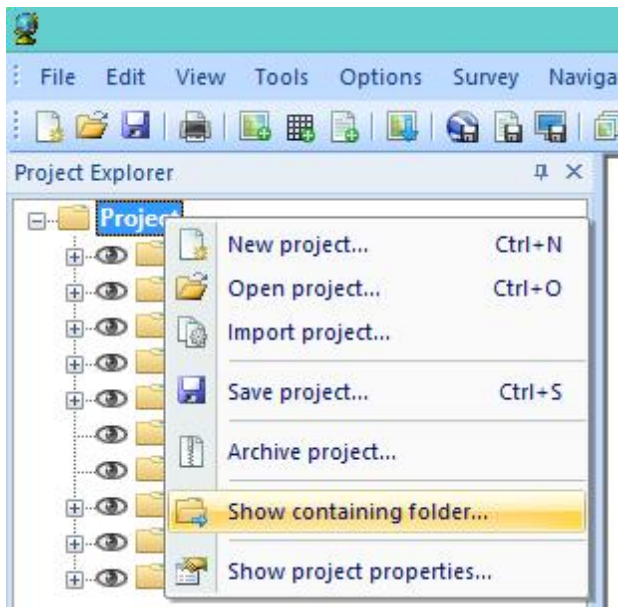 File Edit View Tools Options Survey Naviga
Project Explorer
Project
New project... Ctrl+N
Open project... Ctrl+O
Import project...
Save project... Ctrl+S
Archive project...
Show containing folder...
Show project properties...